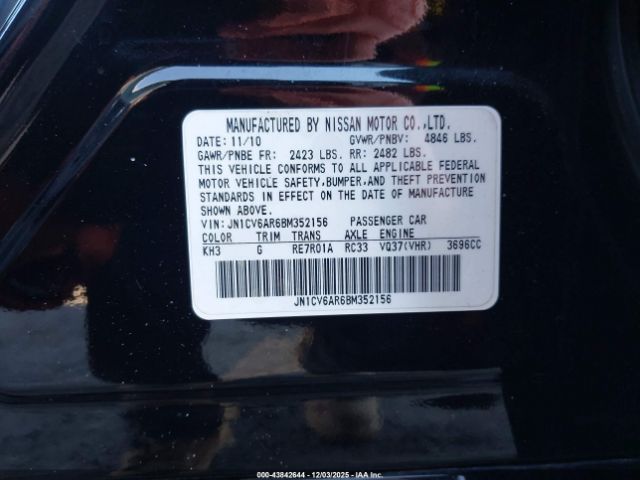 MANUFACTURED BY NISSAN MOTOR CO.,LTD.
DATE: 11/10 GVWR/PNBV: 4846 LBS.
GAWR/PNBE FR: 2423 LBS. RR: 2482 LBS.
THIS VEHICLE CONFORMS TO ALL APPLICABLE FEDERAL
MOTOR VEHICLE SAFETY, BUMPER, AND THEFT PREVENTION
STANDARDS IN EFFECT ON THE DATE OF MANUFACTURE
SHOWN ABOVE.
VIN: JN1CV6AR6BM352156 PASSENGER CAR
COLOR TRIM TRANS AXLE ENGINE
KH3 G RE7R01A RC33 VQ37(VHR) 3696CC
JN1CV6AR6BM352156
000-43842644 - 12/03/2025 - IAA Inc.